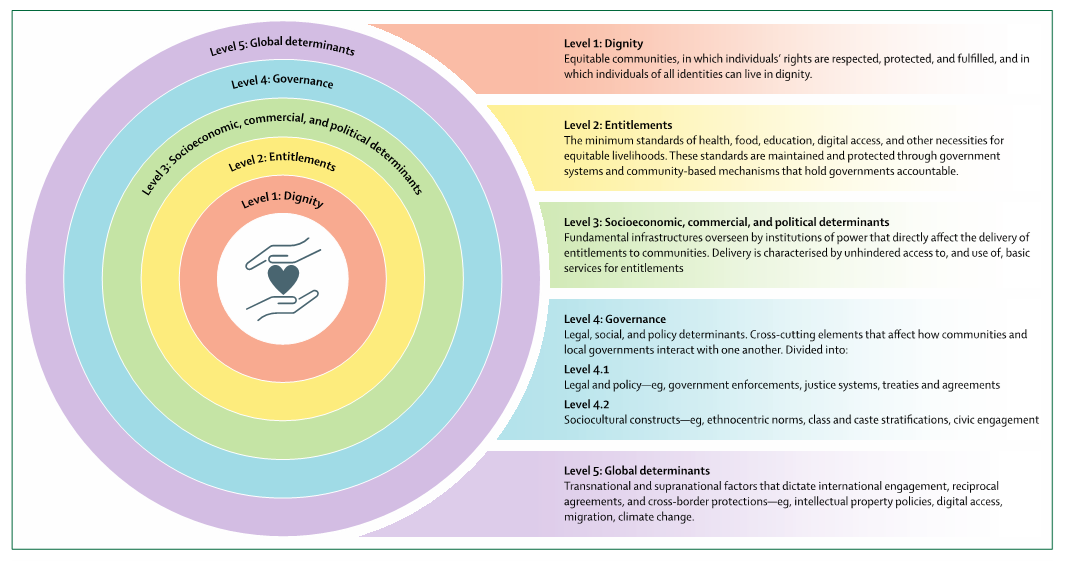 Level 5: Global determinants
Level 4: Governance
Level 3: Socioeconomic, commercial, and political determinants
Level 2: Entitlements
Level 1: Dignity
Level 1: Dignity
Equitable communities, in which individuals' rights are respected, protected, and fulfilled, and in
which individuals of all identities can live in dignity.
Level 2: Entitlements
The minimum standards of health, food, education, digital access, and other necessities for
equitable livelihoods. These standards are maintained and protected through government
systems and community-based mechanisms that hold governments accountable.
Level 3: Socioeconomic, commercial, and political determinants
Fundamental infrastructures overseen by institutions of power that directly affect the delivery of
entitlements to communities. Delivery is characterised by unhindered access to, and use of, basic
services for entitlements
Level 4: Governance
Legal, social, and policy determinants. Cross-cutting elements that affect how communities and
local governments interact with one another. Divided into:
Level 4.1
Legal and policy—eg, government enforcements, justice systems, treaties and agreements
Level 4.2
Sociocultural constructs—eg, ethnocentric norms, class and caste stratifications, civic engagement
Level 5: Global determinants
Transnational and supranational factors that dictate international engagement, reciprocal
agreements, and cross-border protections—eg, intellectual property policies, digital access,
migration, climate change.